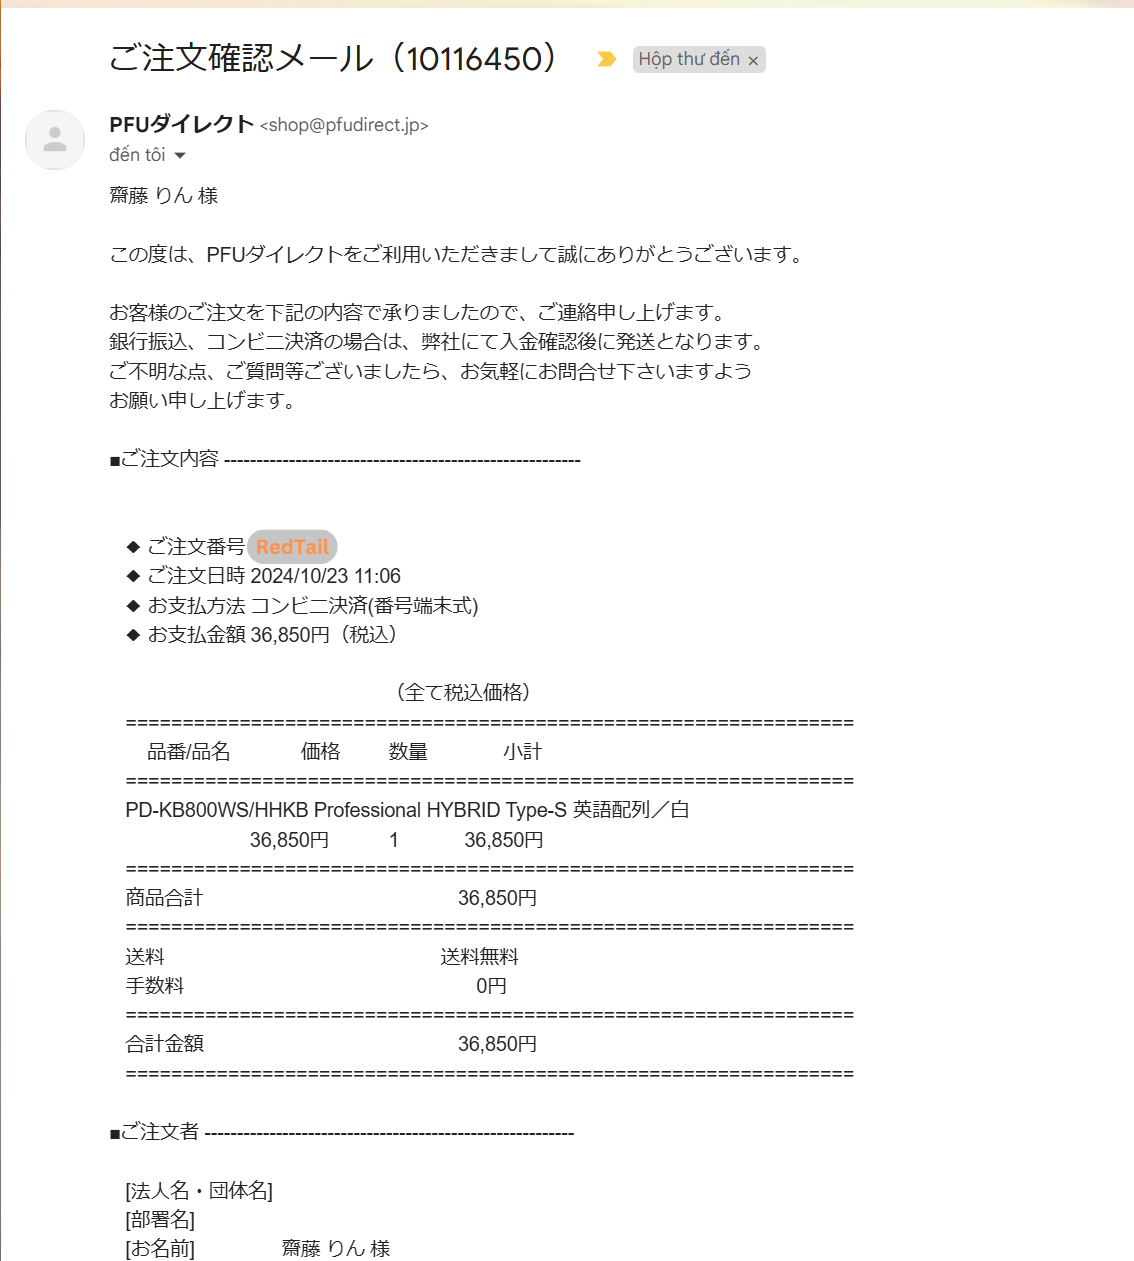 ご注文確認メール（10116450） Hộp thư đến ×
PFUダイレクト <shop@pfudirect.jp>
đến tôi
齋藤 りん 様
この度は、PFUダイレクトをご利用いただきまして誠にありがとうございます。
お客様のご注文を下記の内容で承りましたので、ご連絡申し上げます。
銀行振込、コンビニ決済の場合は、弊社にて入金確認後に発送となります。
ご不明な点、ご質問等ございましたら、お気軽にお問合せ下さいますよう
お願い申し上げます。
■ご注文内容 -------------------------------------------------------
◆ ご注文番号 RedTail
◆ ご注文日時 2024/10/23 11:06
◆ お支払方法 コンビニ決済(番号端末式)
◆ お支払金額 36,850円（税込）
（全て税込価格）
================================================================
品番/品名 価格 数量 小計
================================================================
PD-KB800WS/HHKB Professional HYBRID Type-S 英語配列／白
36,850円 1 36,850円
================================================================
商品合計 36,850円
================================================================
送料 送料無料
手数料 0円
================================================================
合計金額 36,850円
================================================================
■ご注文者 ---------------------------------------------------------
[法人名・団体名]
[部署名]
[お名前] 齋藤 りん 様